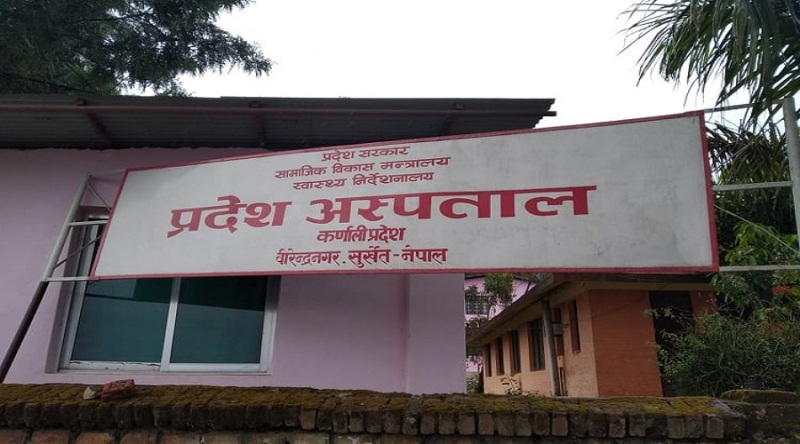 प्रदेश सरकार
सामाजिक विकास मन्त्रालय
स्वास्थ्य निर्देशनालय
प्रदेश अस्पताल
कर्णाली प्रदेश
वीरेन्द्रनगर, सुर्खेत-नेपाल